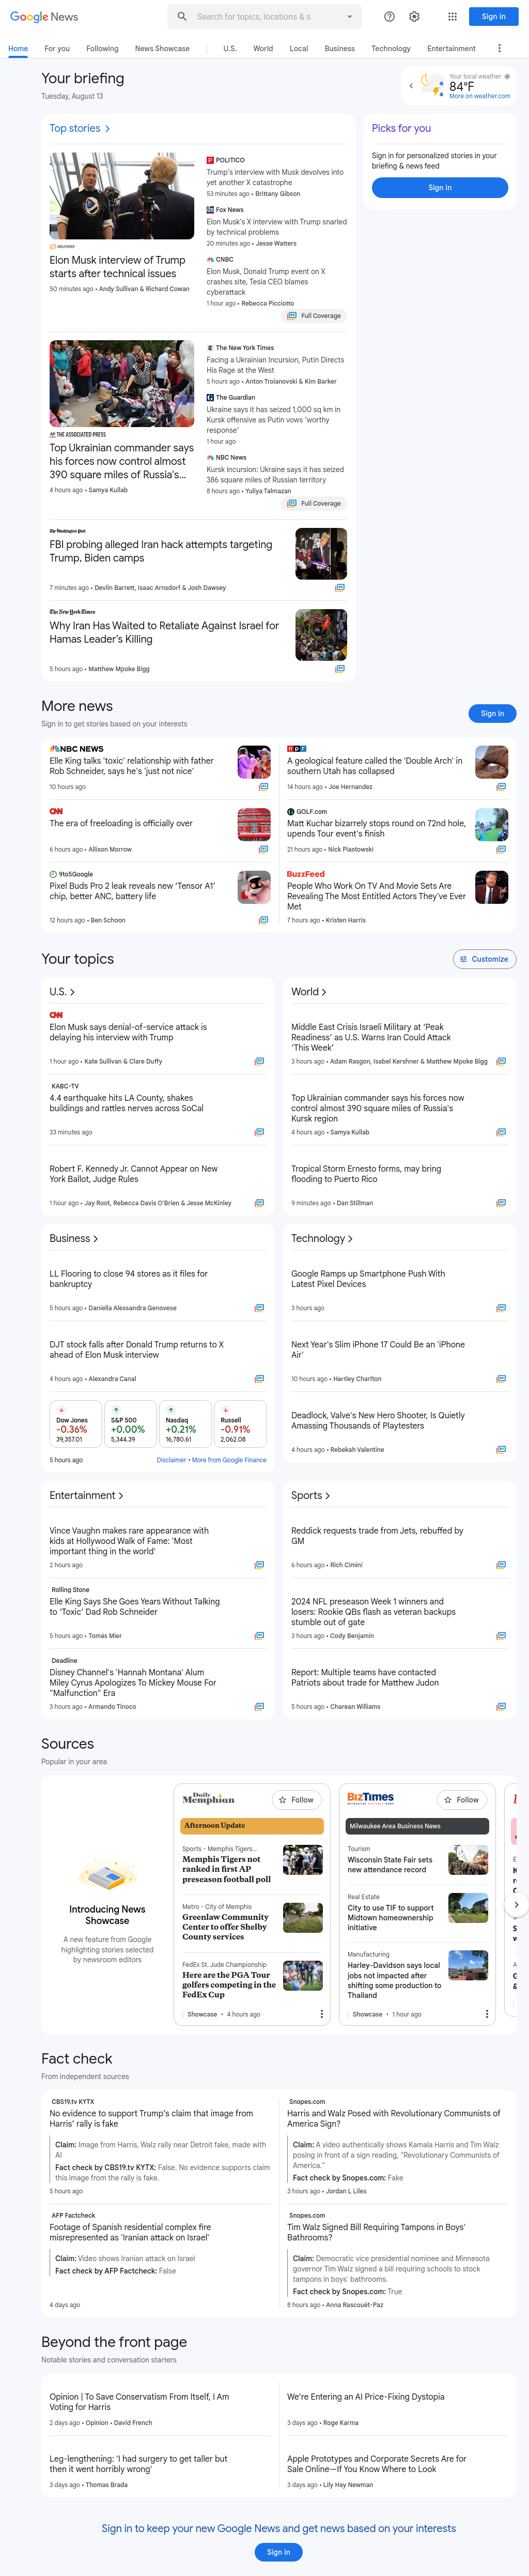 Google News
Search for topics, locations & s
Sign in
Home
For you
Following
News Showcase
U.S.
World
Local
Business
Technology
Entertainment
Your briefing
Tuesday, August 13
Your local weather
84°F
More on weather.com
Top stories
REUTERS
Elon Musk interview of Trump
starts after technical issues
50 minutes ago • Andy Sullivan & Richard Cowan
POLITICO
Trump's interview with Musk devolves into
yet another X catastrophe
53 minutes ago • Brittany Gibson
Fox News
Elon Musk's X interview with Trump snarled
by technical problems
20 minutes ago • Jesse Watters
CNBC
Elon Musk, Donald Trump event on X
crashes site, Tesla CEO blames
cyberattack
1 hour ago • Rebecca Picciotto
Full Coverage
THE ASSOCIATED PRESS
Top Ukrainian commander says
his forces now control almost
390 square miles of Russia's...
4 hours ago • Samya Kullab
The New York Times
Facing a Ukrainian Incursion, Putin Directs
His Rage at the West
5 hours ago • Anton Troianovski & Kim Barker
The Guardian
Ukraine says it has seized 1,000 sq km in
Kursk offensive as Putin vows 'worthy
response'
1 hour ago
NBC News
Kursk incursion: Ukraine says it has seized
386 square miles of Russian territory
8 hours ago • Yuliya Talmazan
Full Coverage
The Washington Post
FBI probing alleged Iran hack attempts targeting
Trump, Biden camps
7 minutes ago • Devlin Barrett, Isaac Arnsdorf & Josh Dawsey
The New York Times
Why Iran Has Waited to Retaliate Against Israel for
Hamas Leader's Killing
5 hours ago • Matthew Mpoke Bigg
Picks for you
Sign in for personalized stories in your
briefing & news feed
Sign in
More news
Sign in to get stories based on your interests
Sign in
NBC NEWS
Elle King talks 'toxic' relationship with father
Rob Schneider, says he's 'just not nice'
10 hours ago
npr
A geological feature called the 'Double Arch' in
southern Utah has collapsed
14 hours ago • Joe Hernandez
CNN
The era of freeloading is officially over
6 hours ago • Allison Morrow
GOLF.com
Matt Kuchar bizarrely stops round on 72nd hole,
upends Tour event's finish
21 hours ago • Nick Piastowski
9to5Google
Pixel Buds Pro 2 leak reveals new 'Tensor A1'
chip, better ANC, battery life
12 hours ago • Ben Schoon
BuzzFeed
People Who Work On TV And Movie Sets Are
Revealing The Most Entitled Actors They've Ever
Met
7 hours ago • Kristen Harris
Your topics
Customize
U.S.
CNN
Elon Musk says denial-of-service attack is
delaying his interview with Trump
1 hour ago • Kate Sullivan & Clare Duffy
KABC-TV
4.4 earthquake hits LA County, shakes
buildings and rattles nerves across SoCal
33 minutes ago
Robert F. Kennedy Jr. Cannot Appear on New
York Ballot, Judge Rules
1 hour ago • Jay Root, Rebecca Davis O'Brien & Jesse McKinley
World
Middle East Crisis Israeli Military at 'Peak
Readiness' as U.S. Warns Iran Could Attack
'This Week'
3 hours ago • Adam Rasgon, Isabel Kershner & Matthew Mpoke Bigg
Top Ukrainian commander says his forces now
control almost 390 square miles of Russia's
Kursk region
4 hours ago • Samya Kullab
Tropical Storm Ernesto forms, may bring
flooding to Puerto Rico
9 minutes ago • Dan Stillman
Business
LL Flooring to close 94 stores as it files for
bankruptcy
5 hours ago • Daniella Alessandra Genovese
DJT stock falls after Donald Trump returns to X
ahead of Elon Musk interview
4 hours ago • Alexandra Canal
Dow Jones
-0.36%
39,357.01
S&P 500
+0.00%
5,344.39
Nasdaq
+0.21%
16,780.61
Russell
-0.91%
2,062.08
5 hours ago
Disclaimer • More from Google Finance
Technology
Google Ramps up Smartphone Push With
Latest Pixel Devices
3 hours ago
Next Year's Slim iPhone 17 Could Be an 'iPhone
Air'
10 hours ago • Hartley Charlton
Deadlock, Valve's New Hero Shooter, Is Quietly
Amassing Thousands of Playtesters
4 hours ago • Rebekah Valentine
Entertainment
Vince Vaughn makes rare appearance with
kids at Hollywood Walk of Fame: 'Most
important thing in the world'
2 hours ago
Rolling Stone
Elle King Says She Goes Years Without Talking
to 'Toxic' Dad Rob Schneider
5 hours ago • Tomás Mier
Deadline
Disney Channel's 'Hannah Montana' Alum
Miley Cyrus Apologizes To Mickey Mouse For
"Malfunction" Era
3 hours ago • Armando Tinoco
Sports
Reddick requests trade from Jets, rebuffed by
GM
6 hours ago • Rich Cimini
2024 NFL preseason Week 1 winners and
losers: Rookie QBs flash as veteran backups
stumble out of gate
3 hours ago • Cody Benjamin
Report: Multiple teams have contacted
Patriots about trade for Matthew Judon
5 hours ago • Charean Williams
Sources
Popular in your area
Introducing News
Showcase
A new feature from Google
highlighting stories selected
by newsroom editors
Daily
Memphian
Follow
Afternoon Update
Sports - Memphis Tigers...
Memphis Tigers not
ranked in first AP
preseason football poll
Metro - City of Memphis
Greenlaw Community
Center to offer Shelby
County services
FedEx St. Jude Championship
Here are the PGA Tour
golfers competing in the
FedEx Cup
Showcase • 4 hours ago
BizTimes
Follow
Milwaukee Area Business News
Tourism
Wisconsin State Fair sets
new attendance record
Real Estate
City to use TIF to support
Midtown homeownership
initiative
Manufacturing
Harley-Davidson says local
jobs not impacted after
shifting some production to
Thailand
Showcase • 1 hour ago
Fact check
From independent sources
CBS19.tv KYTX
No evidence to support Trump's claim that image from
Harris' rally is fake
Claim: Image from Harris, Walz rally near Detroit fake, made with
AI
Fact check by CBS19.tv KYTX: False. No evidence supports claim
this image from the rally is fake.
5 hours ago
Snopes.com
Harris and Walz Posed with Revolutionary Communists of
America Sign?
Claim: A video authentically shows Kamala Harris and Tim Walz
posing in front of a sign reading, "Revolutionary Communists of
America."
Fact check by Snopes.com: Fake
3 hours ago • Jordan L Liles
AFP Factcheck
Footage of Spanish residential complex fire
misrepresented as 'Iranian attack on Israel'
Claim: Video shows Iranian attack on Israel
Fact check by AFP Factcheck: False
4 days ago
Snopes.com
Tim Walz Signed Bill Requiring Tampons in Boys'
Bathrooms?
Claim: Democratic vice presidential nominee and Minnesota
governor Tim Walz signed a bill requiring schools to stock
tampons in boys' bathrooms.
Fact check by Snopes.com: True
8 hours ago • Anna Rascouët-Paz
Beyond the front page
Notable stories and conversation starters
Opinion | To Save Conservatism From Itself, I Am
Voting for Harris
2 days ago • Opinion • David French
We're Entering an AI Price-Fixing Dystopia
3 days ago • Roge Karma
Leg-lengthening: 'I had surgery to get taller but
then it went horribly wrong'
3 days ago • Thomas Brada
Apple Prototypes and Corporate Secrets Are for
Sale Online—If You Know Where to Look
3 days ago • Lily Hay Newman
Sign in to keep your new Google News and get news based on your interests
Sign in